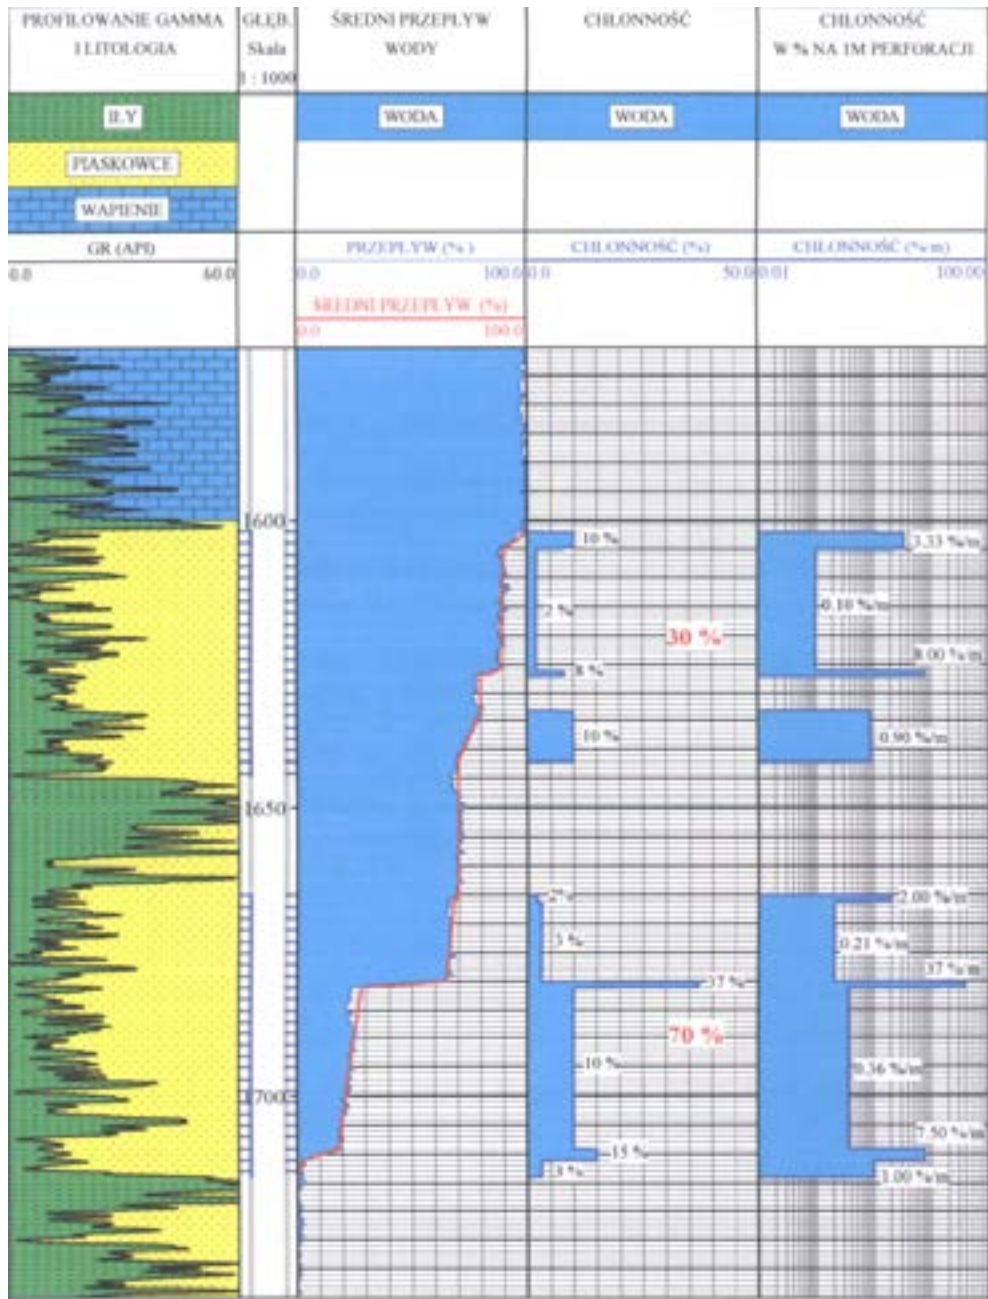 PROFILOWANIE GAMMA
I LITOLOGIA
GŁĘB.
Skala
1 : 1000
ŚREDNI PRZEPŁYW
WODY
CHŁONNOŚĆ
CHŁONNOŚĆ
W % NA 1M PERFORACJI
IŁY
PIASKOWCE
WAPIENIE
WODA
WODA
WODA
GR (API)
0.0 60.0
PRZEPŁYW (%)
0.0 100.0
ŚREDNI PRZEPŁYW (%)
0.0 100.0
CHŁONNOŚĆ (%)
0.0 50.0
CHŁONNOŚĆ (%/m)
0.01 100.00
1600
10 %
3.33 %/m
2 %
0.10 %/m
30 %
8 %
8.00 %/m
10 %
0.90 %/m
1650
2%
2.00 %/m
3 %
0.21 %/m
37 %
37 %/m
70 %
10 %
0.36 %/m
1700
15 %
7.50 %/m
3 %
1.00 %/m